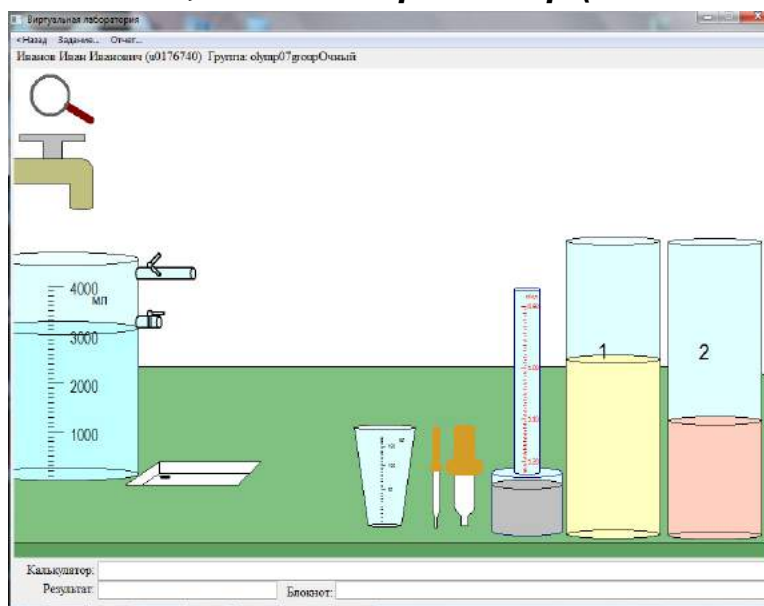 Виртуальная лаборатория
<Назад Задание... Отчет...
Иванов Иван Иванович (u0176740) Группа: olymp07groupОчный
4000
мл
3000
2000
1000
1
2
Калькулятор:
Результат:
Блокнот: